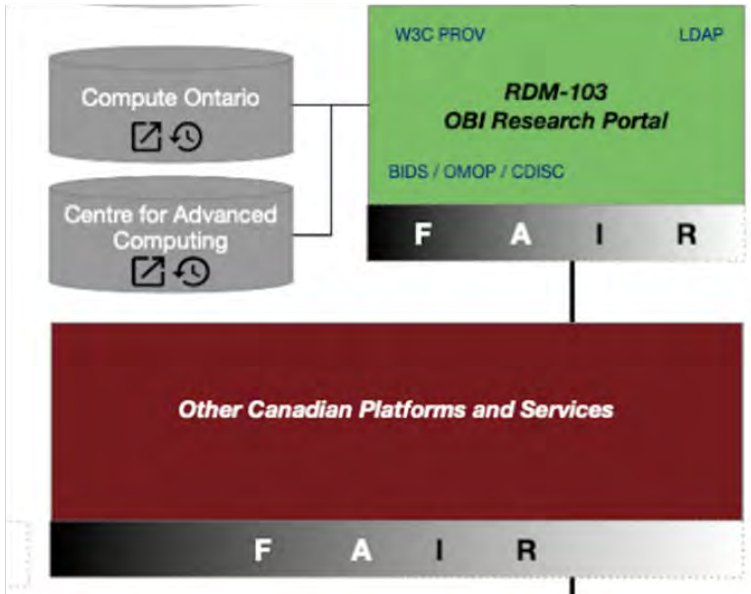 Compute Ontario
Centre for Advanced
Computing
W3C PROV LDAP
RDM-103
OBI Research Portal
BIDS / OMOP / CDISC
F A I R
Other Canadian Platforms and Services
F A I R